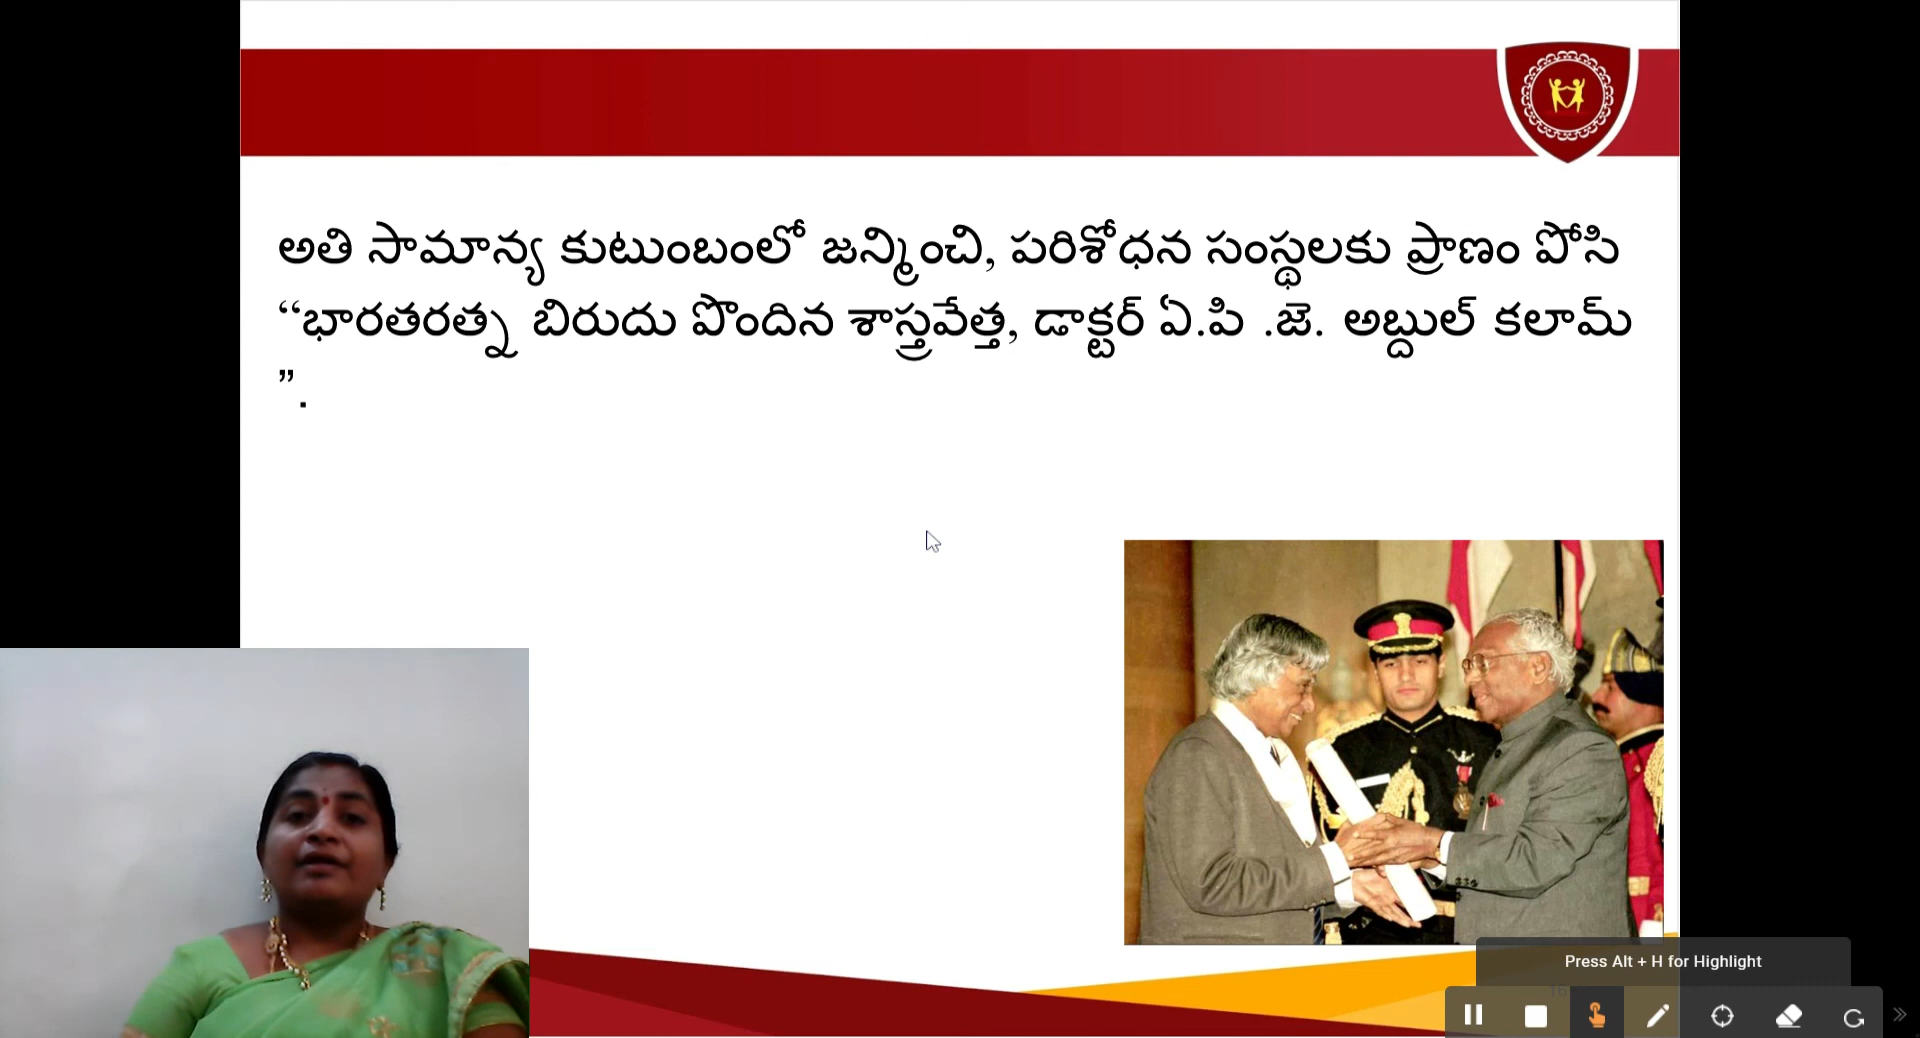 అతి సామాన్య కుటుంబంలో జన్మించి, పరిశోధన సంస్థలకు ప్రాణం పోసి
“భారతరత్న బిరుదు పొందిన శాస్త్రవేత్త, డాక్టర్ ఏ.పి .జె. అబ్దుల్ కలామ్
”.
Press Alt + H for Highlight